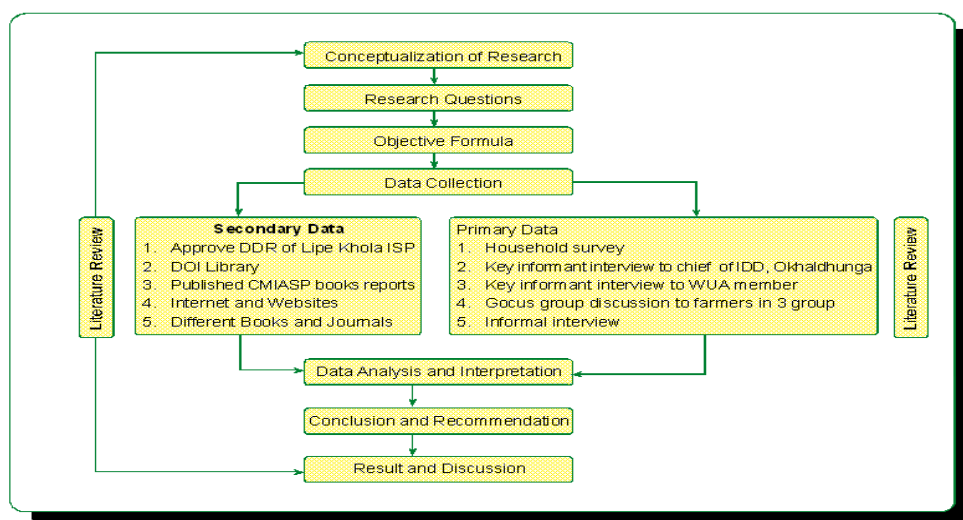 Conceptualization of Research
Research Questions
Objective Formula
Data Collection
Literature Review
Secondary Data
1. Approve DDR of Lipe Khola ISP
2. DOI Library
3. Published CMIASP books reports
4. Internet and Websites
5. Different Books and Journals
Primary Data
1. Household survey
2. Key informant interview to chief of IDD, Okhaldhunga
3. Key informant interview to WUA member
4. Gocus group discussion to farmers in 3 group
5. Informal interview
Literature Review
Data Analysis and Interpretation
Conclusion and Recommendation
Result and Discussion